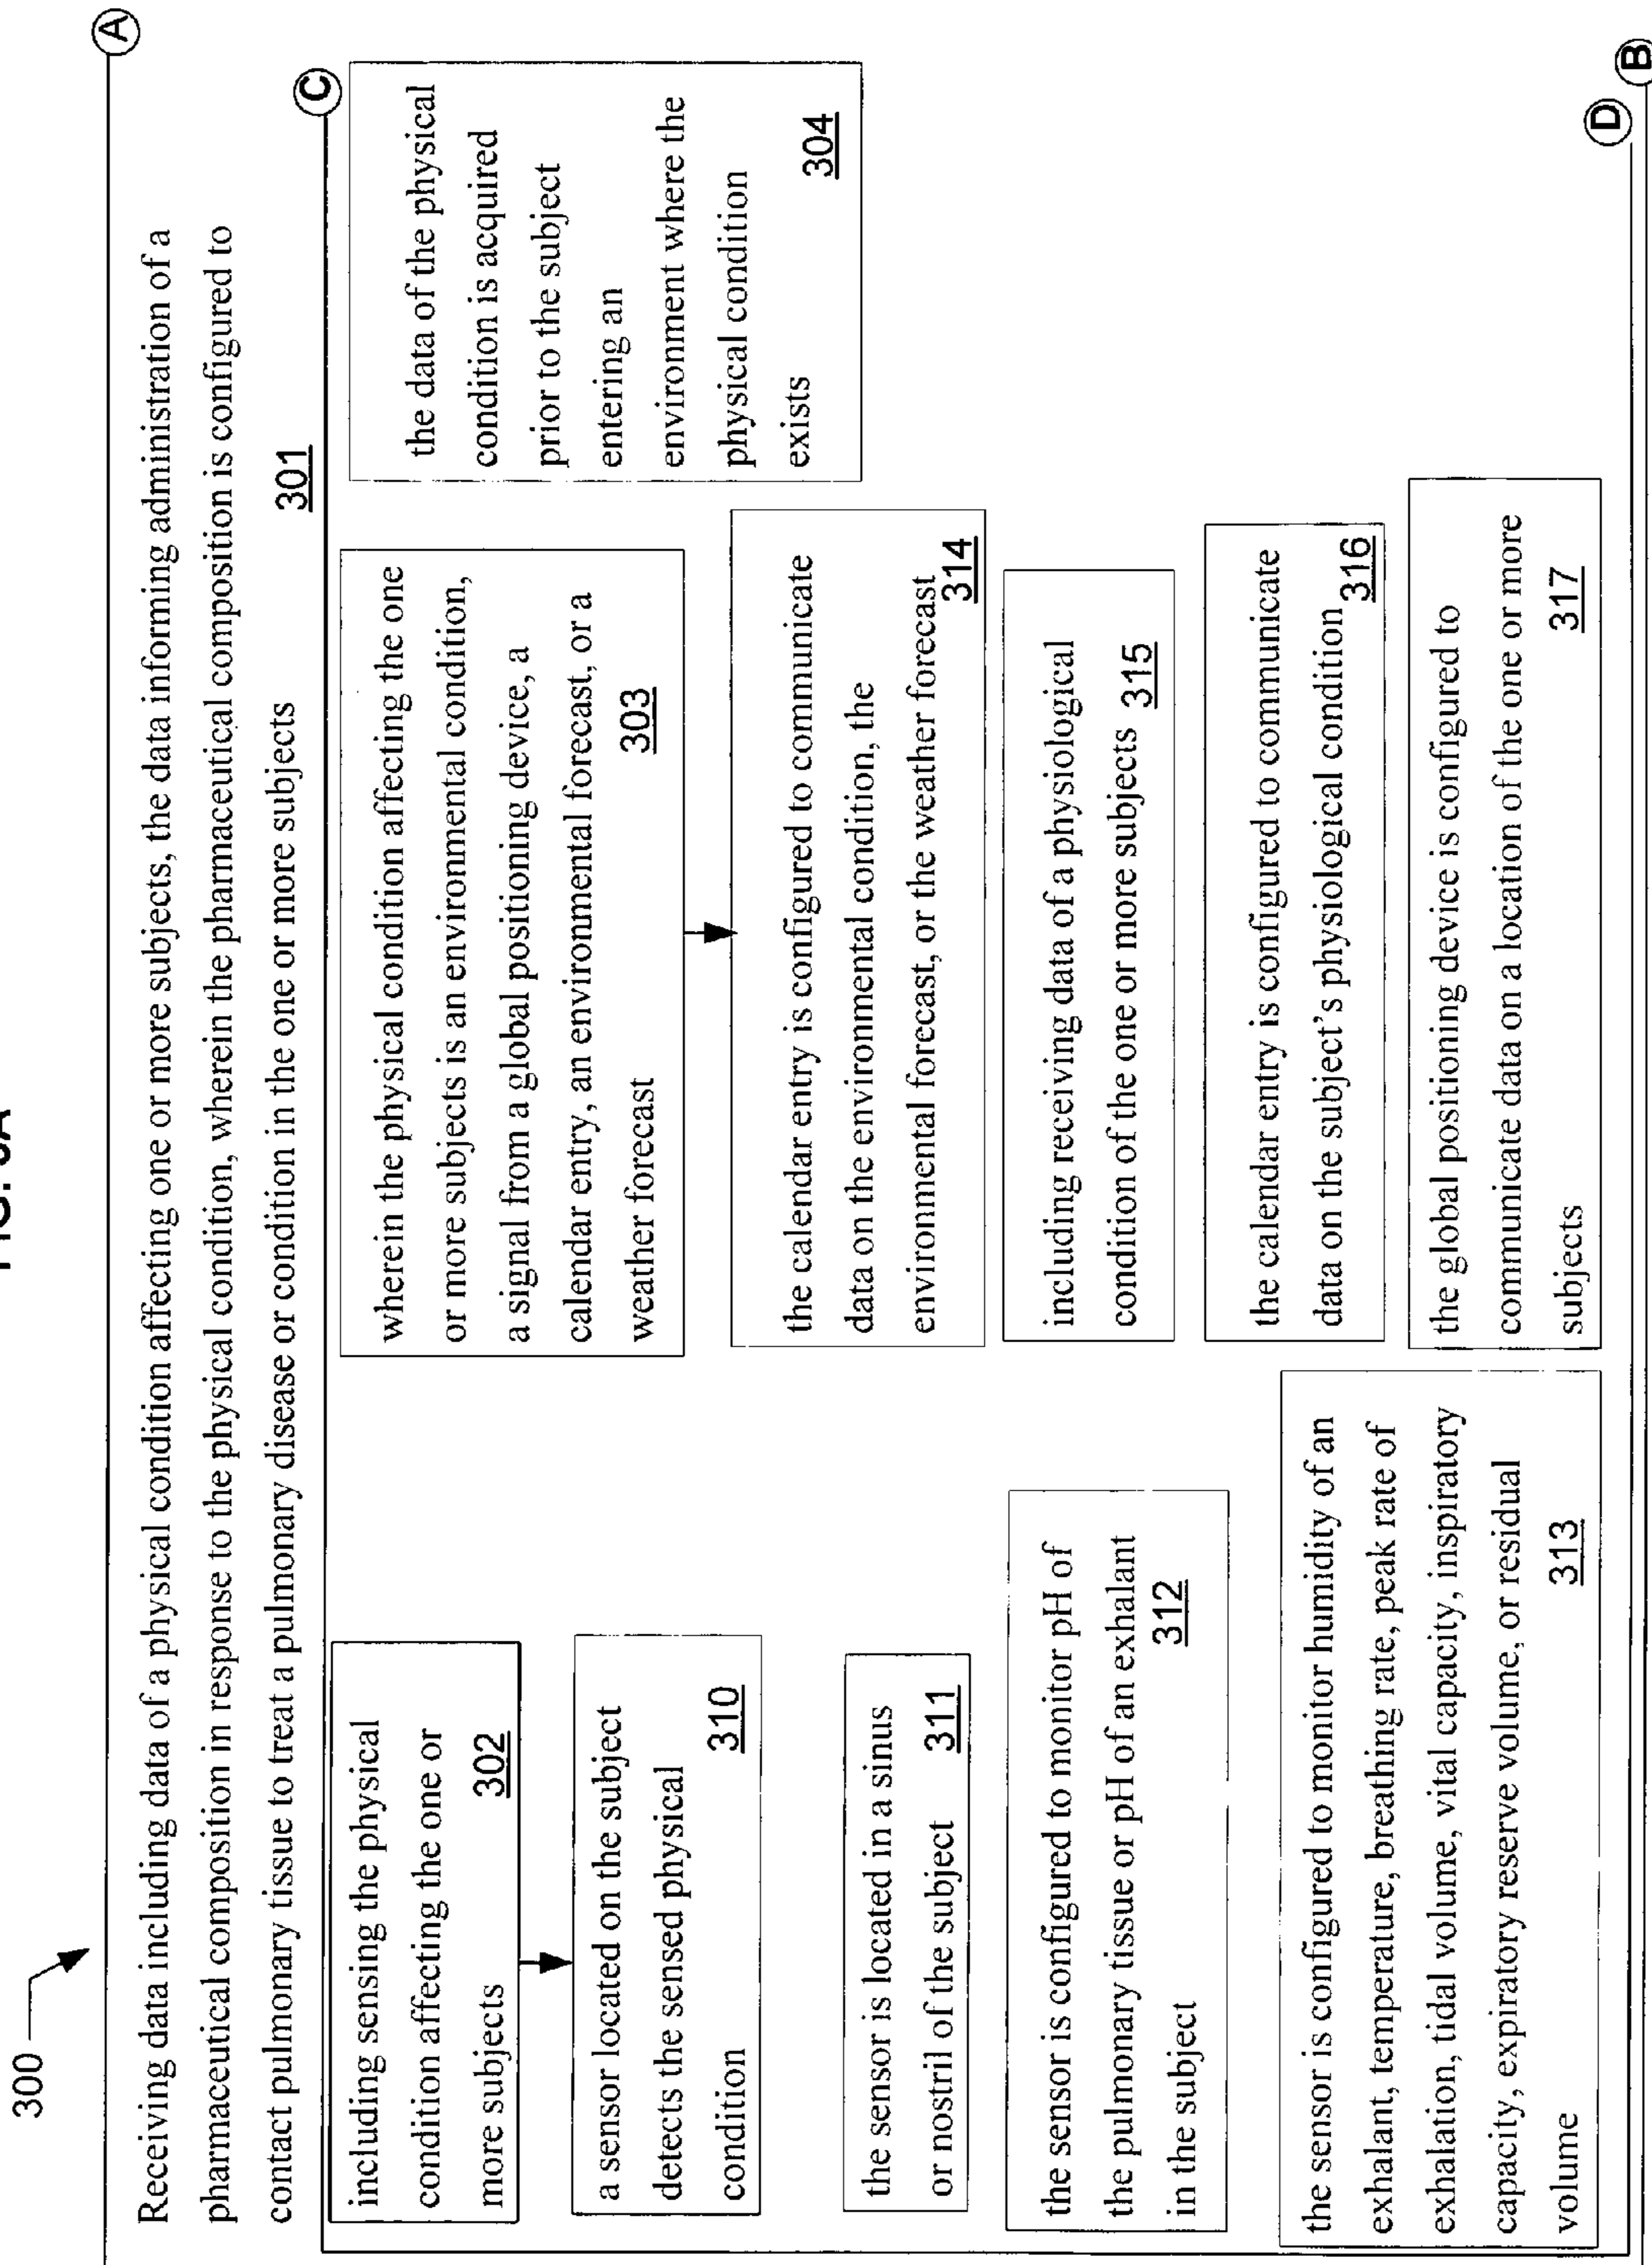 300
A
Receiving data including data of a physical condition affecting one or more subjects, the data informing administration of a
pharmaceutical composition in response to the physical condition, wherein the pharmaceutical composition is configured to
contact pulmonary tissue to treat a pulmonary disease or condition in the one or more subjects
301
C
including sensing the physical
condition affecting the one or
more subjects
302
a sensor located on the subject
detects the sensed physical
condition
310
the sensor is located in a sinus
or nostril of the subject 311
the sensor is configured to monitor pH of
the pulmonary tissue or pH of an exhalant
in the subject
312
the sensor is configured to monitor humidity of an
exhalant, temperature, breathing rate, peak rate of
exhalation, tidal volume, vital capacity, inspiratory
capacity, expiratory reserve volume, or residual
volume
313
wherein the physical condition affecting the one
or more subjects is an environmental condition,
a signal from a global positioning device, a
calendar entry, an environmental forecast, or a
weather forecast
303
the calendar entry is configured to communicate
data on the environmental condition, the
environmental forecast, or the weather forecast
314
including receiving data of a physiological
condition of the one or more subjects 315
the calendar entry is configured to communicate
data on the subject's physiological condition
316
the global positioning device is configured to
communicate data on a location of the one or more
subjects
317
the data of the physical
condition is acquired
prior to the subject
entering an
environment where the
physical condition
exists
304
D
B